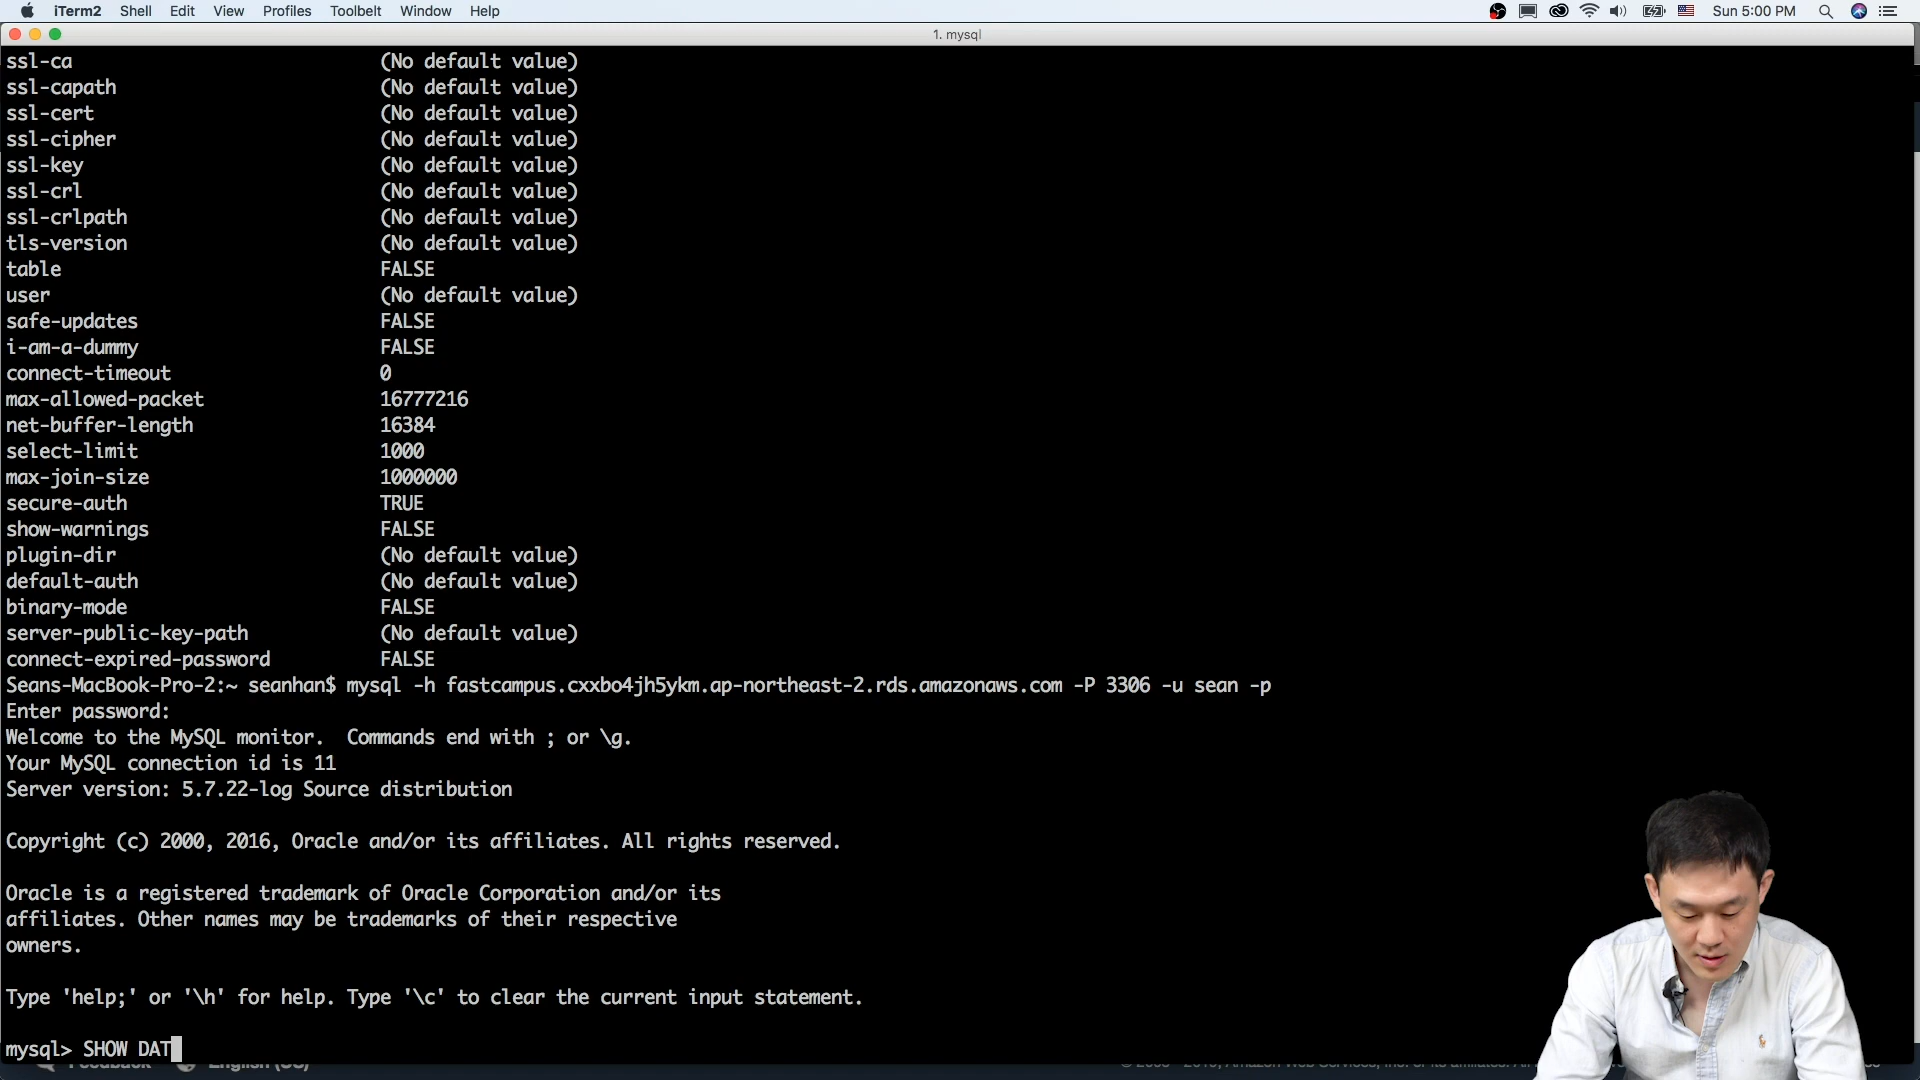 iTerm2 Shell Edit View Profiles Toolbelt Window Help Sun 5:00 PM
1. mysql
ssl-ca (No default value)
ssl-capath (No default value)
ssl-cert (No default value)
ssl-cipher (No default value)
ssl-key (No default value)
ssl-crl (No default value)
ssl-crlpath (No default value)
tls-version (No default value)
table FALSE
user (No default value)
safe-updates FALSE
i-am-a-dummy FALSE
connect-timeout 0
max-allowed-packet 16777216
net-buffer-length 16384
select-limit 1000
max-join-size 1000000
secure-auth TRUE
show-warnings FALSE
plugin-dir (No default value)
default-auth (No default value)
binary-mode FALSE
server-public-key-path (No default value)
connect-expired-password FALSE
Seans-MacBook-Pro-2:~ seanhan$ mysql -h fastcampus.cxxbo4jh5ykm.ap-northeast-2.rds.amazonaws.com -P 3306 -u sean -p
Enter password:
Welcome to the MySQL monitor.  Commands end with ; or \g.
Your MySQL connection id is 11
Server version: 5.7.22-log Source distribution
Copyright (c) 2000, 2016, Oracle and/or its affiliates. All rights reserved.
Oracle is a registered trademark of Oracle Corporation and/or its
affiliates. Other names may be trademarks of their respective
owners.
Type 'help;' or '\h' for help. Type '\c' to clear the current input statement.
mysql> SHOW DAT
Feedback English (US)